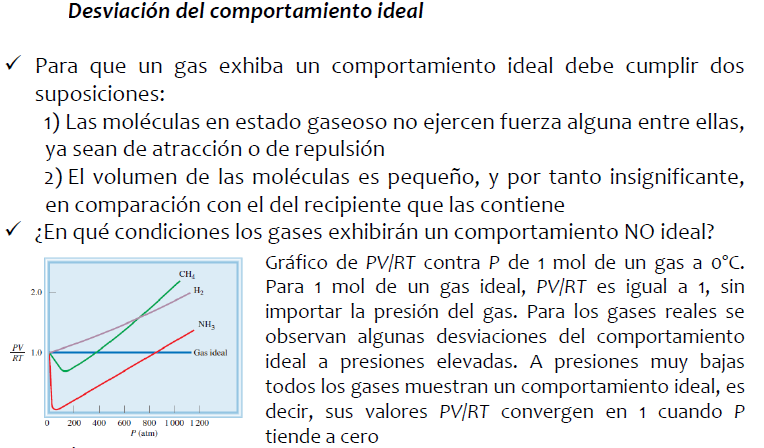 Desviación del comportamiento ideal
✓ Para que un gas exhiba un comportamiento ideal debe cumplir dos
suposiciones:
1) Las moléculas en estado gaseoso no ejercen fuerza alguna entre ellas,
ya sean de atracción o de repulsión
2) El volumen de las moléculas es pequeño, y por tanto insignificante,
en comparación con el del recipiente que las contiene
✓ ¿En qué condiciones los gases exhibirán un comportamiento NO ideal?
CH₄
2.0
H₂
NH₃
PV
RT
1.0
Gas ideal
0 200 400 600 800 1 000 1 200
P (atm)
Gráfico de PV/RT contra P de 1 mol de un gas a 0°C.
Para 1 mol de un gas ideal, PV/RT es igual a 1, sin
importar la presión del gas. Para los gases reales se
observan algunas desviaciones del comportamiento
ideal a presiones elevadas. A presiones muy bajas
todos los gases muestran un comportamiento ideal, es
decir, sus valores PV/RT convergen en 1 cuando P
tiende a cero